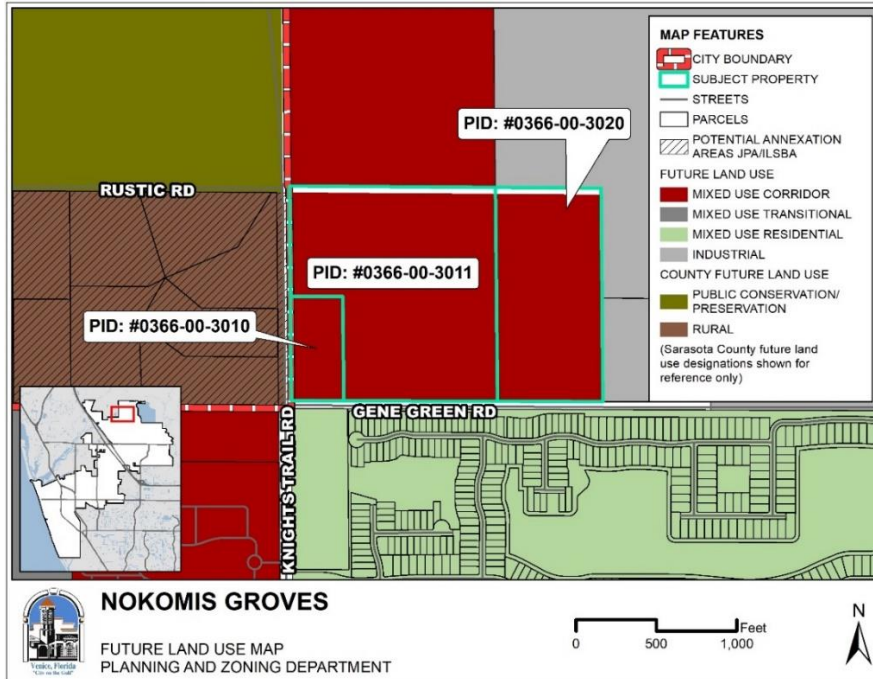 MAP FEATURES
CITY BOUNDARY
SUBJECT PROPERTY
STREETS
PARCELS
POTENTIAL ANNEXATION
AREAS JPA/ILSBA
FUTURE LAND USE
MIXED USE CORRIDOR
MIXED USE TRANSITIONAL
MIXED USE RESIDENTIAL
INDUSTRIAL
COUNTY FUTURE LAND USE
PUBLIC CONSERVATION/
PRESERVATION
RURAL
(Sarasota County future land
use designations shown for
reference only)
PID: #0366-00-3020
RUSTIC RD
PID: #0366-00-3011
PID: #0366-00-3010
GENE GREEN RD
KNIGHTS TRAIL RD
NOKOMIS GROVES
FUTURE LAND USE MAP
PLANNING AND ZONING DEPARTMENT
Venice, Florida
"City on the Gulf"
Feet
0 500 1,000
N